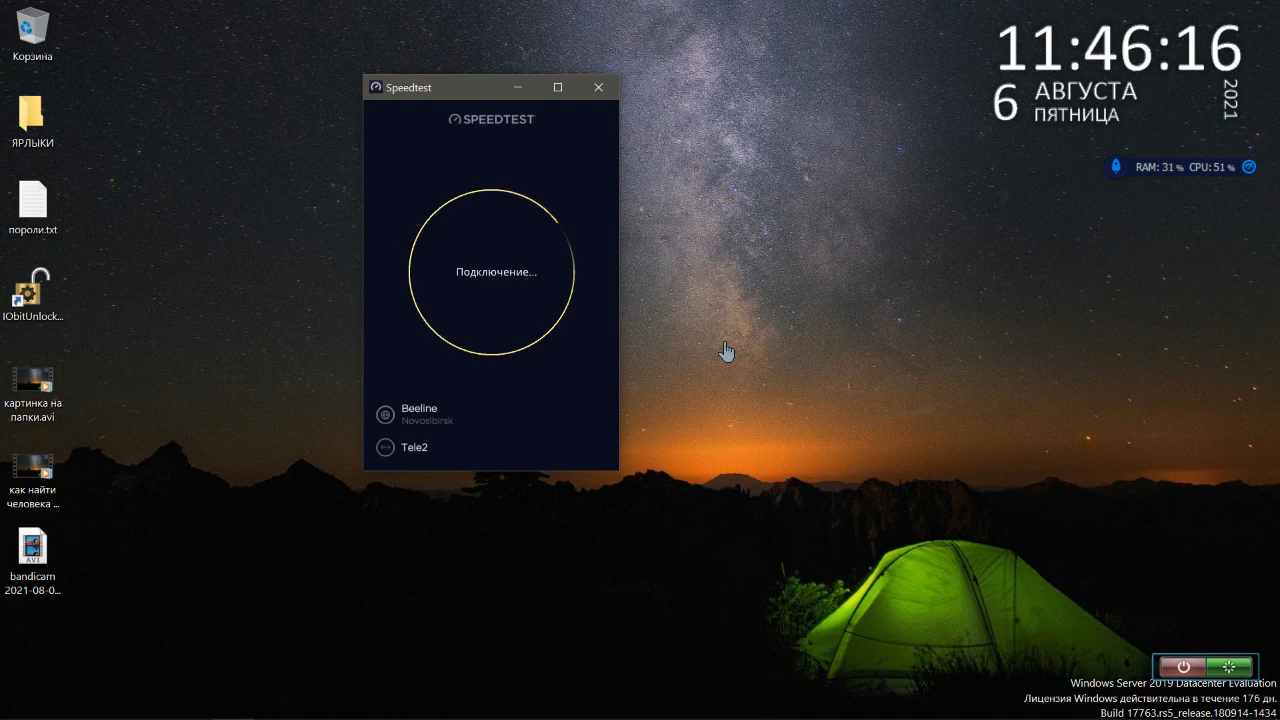 Корзина
ЯРЛЫКИ
пороли.txt
IObitUnlock...
картинка на
папки.avi
как найти
человека ...
AVI
bandicam
2021-08-0...
Speedtest
SPEEDTEST
Подключение...
Beeline
Novosibirsk
Tele2
11:46:16
6
АВГУСТА
ПЯТНИЦА
2021
RAM: 31 % CPU: 51 %
Windows Server 2019 Datacenter Evaluation
Лицензия Windows действительна в течение 176 дн.
Build 17763.rs5_release.180914-1434